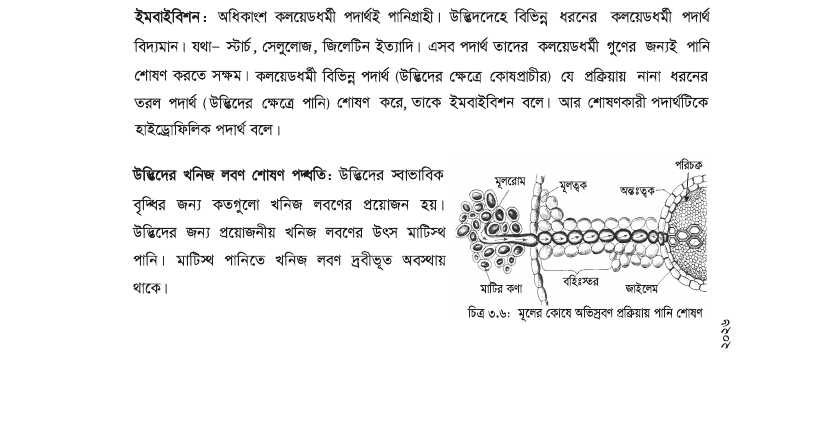 ইমবাইবিশন : অধিকাংশ কলয়েডধর্মী পদার্থই পানিগ্রাহী। উদ্ভিদদেহে বিভিন্ন ধরনের কলয়েডধর্মী পদার্থ
বিদ্যমান। যথা– স্টার্চ, সেলুলোজ, জিলেটিন ইত্যাদি। এসব পদার্থ তাদের কলয়েডধর্মী গুণের জন্যই পানি
শোষণ করতে সক্ষম। কলয়েডধর্মী বিভিন্ন পদার্থ (উদ্ভিদের ক্ষেত্রে কোষপ্রাচীর) যে প্রক্রিয়ায় নানা ধরনের
তরল পদার্থ (উদ্ভিদের ক্ষেত্রে পানি) শোষণ করে, তাকে ইমবাইবিশন বলে। আর শোষণকারী পদার্থটিকে
হাইড্রোফিলিক পদার্থ বলে।
উদ্ভিদের খনিজ লবণ শোষণ পদ্ধতি: উদ্ভিদের স্বাভাবিক
বৃদ্ধির জন্য কতগুলো খনিজ লবণের প্রয়োজন হয়।
উদ্ভিদের জন্য প্রয়োজনীয় খনিজ লবণের উৎস মাটিস্থ
পানি। মাটিস্থ পানিতে খনিজ লবণ দ্রবীভূত অবস্থায়
থাকে।
পরিচক্র
মূলরোম
মূলত্বক
অন্তঃত্বক
মাটির কণা
বহিঃস্তর
জাইলেম
চিত্র ৩.৬: মূলের কোষে অভিস্রবণ প্রক্রিয়ায় পানি শোষণ
২০২৬